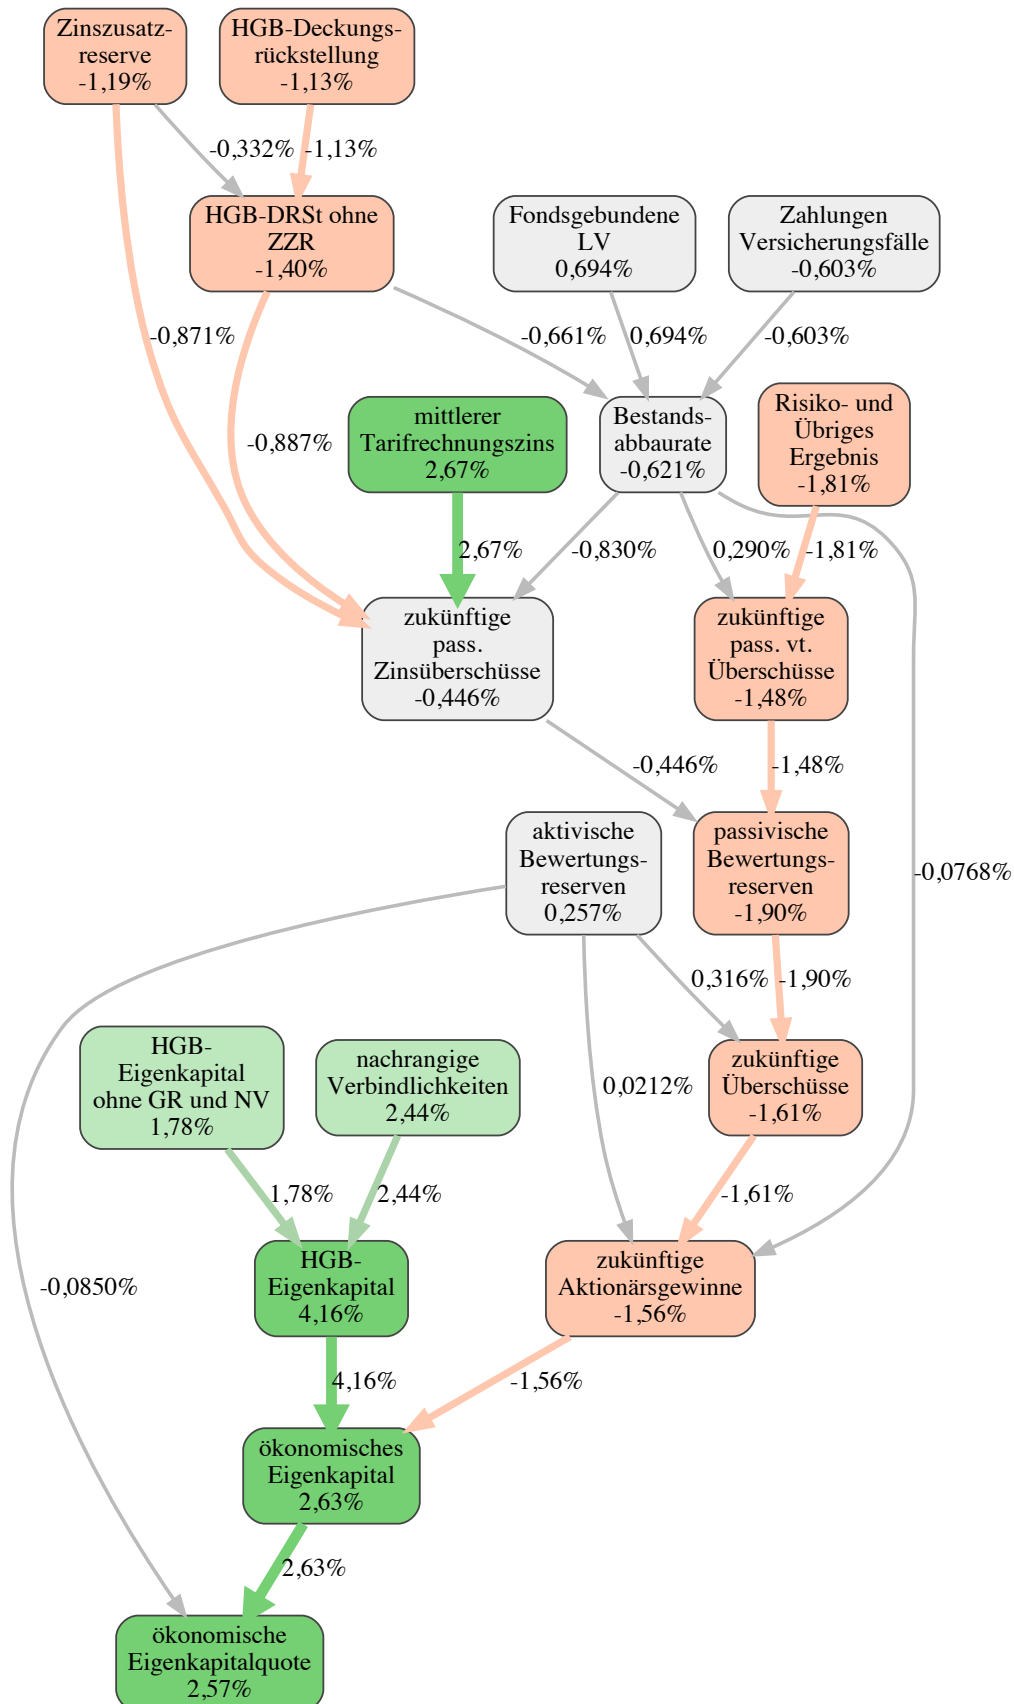 Zinszusatz-
reserve
-1,19%
HGB-Deckungs-
rückstellung
-1,13%
-0,332%
-1,13%
HGB-DRSt ohne
ZZR
-1,40%
Fondsgebundene
LV
0,694%
Zahlungen
Versicherungsfälle
-0,603%
-0,871%
-0,661%
0,694%
-0,603%
mittlerer
Tarifrechnungszins
2,67%
Bestands-
abbaurate
-0,621%
Risiko- und
Übriges
Ergebnis
-1,81%
-0,887%
2,67%
-0,830%
0,290%
-1,81%
zukünftige
pass.
Zinsüberschüsse
-0,446%
zukünftige
pass. vt.
Überschüsse
-1,48%
-0,446%
-1,48%
aktivische
Bewertungs-
reserven
0,257%
passivische
Bewertungs-
reserven
-1,90%
-0,0768%
0,316%
-1,90%
HGB-
Eigenkapital
ohne GR und NV
1,78%
nachrangige
Verbindlichkeiten
2,44%
0,0212%
zukünftige
Überschüsse
-1,61%
1,78%
2,44%
-1,61%
-0,0850%
HGB-
Eigenkapital
4,16%
zukünftige
Aktionärsgewinne
-1,56%
4,16%
-1,56%
ökonomisches
Eigenkapital
2,63%
2,63%
ökonomische
Eigenkapitalquote
2,57%